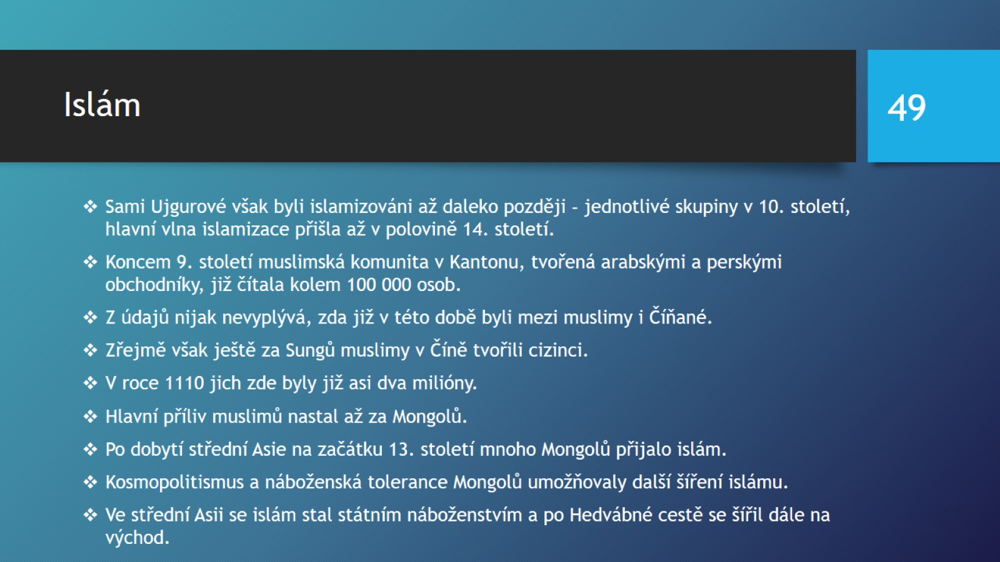 Islám
49
❖ Sami Ujgurové však byli islamizováni až daleko později – jednotlivé skupiny v 10. století,
hlavní vlna islamizace přišla až v polovině 14. století.
❖ Koncem 9. století muslimská komunita v Kantonu, tvořená arabskými a perskými
obchodníky, již čítala kolem 100 000 osob.
❖ Z údajů nijak nevyplývá, zda již v této době byli mezi muslimy i Číňané.
❖ Zřejmě však ještě za Sungů muslimy v Číně tvořili cizinci.
❖ V roce 1110 jich zde byly již asi dva milióny.
❖ Hlavní příliv muslimů nastal až za Mongolů.
❖ Po dobytí střední Asie na začátku 13. století mnoho Mongolů přijalo islám.
❖ Kosmopolitismus a náboženská tolerance Mongolů umožňovaly další šíření islámu.
❖ Ve střední Asii se islám stal státním náboženstvím a po Hedvábné cestě se šířil dále na
východ.